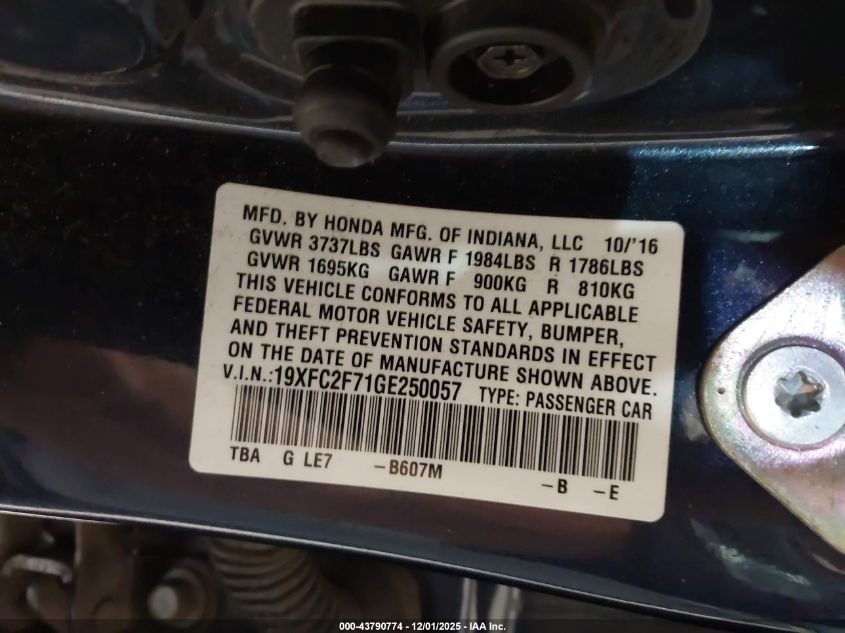 MFD. BY HONDA MFG. OF INDIANA, LLC 10/'16
GVWR 3737LBS GAWR F 1984LBS R 1786LBS
GVWR 1695KG GAWR F 900KG R 810KG
THIS VEHICLE CONFORMS TO ALL APPLICABLE
FEDERAL MOTOR VEHICLE SAFETY, BUMPER,
AND THEFT PREVENTION STANDARDS IN EFFECT
ON THE DATE OF MANUFACTURE SHOWN ABOVE.
V.I.N.:19XFC2F71GE250057 TYPE: PASSENGER CAR
TBA G LE7 -B607M -B -E
000-43790774 - 12/01/2025 - IAA Inc.